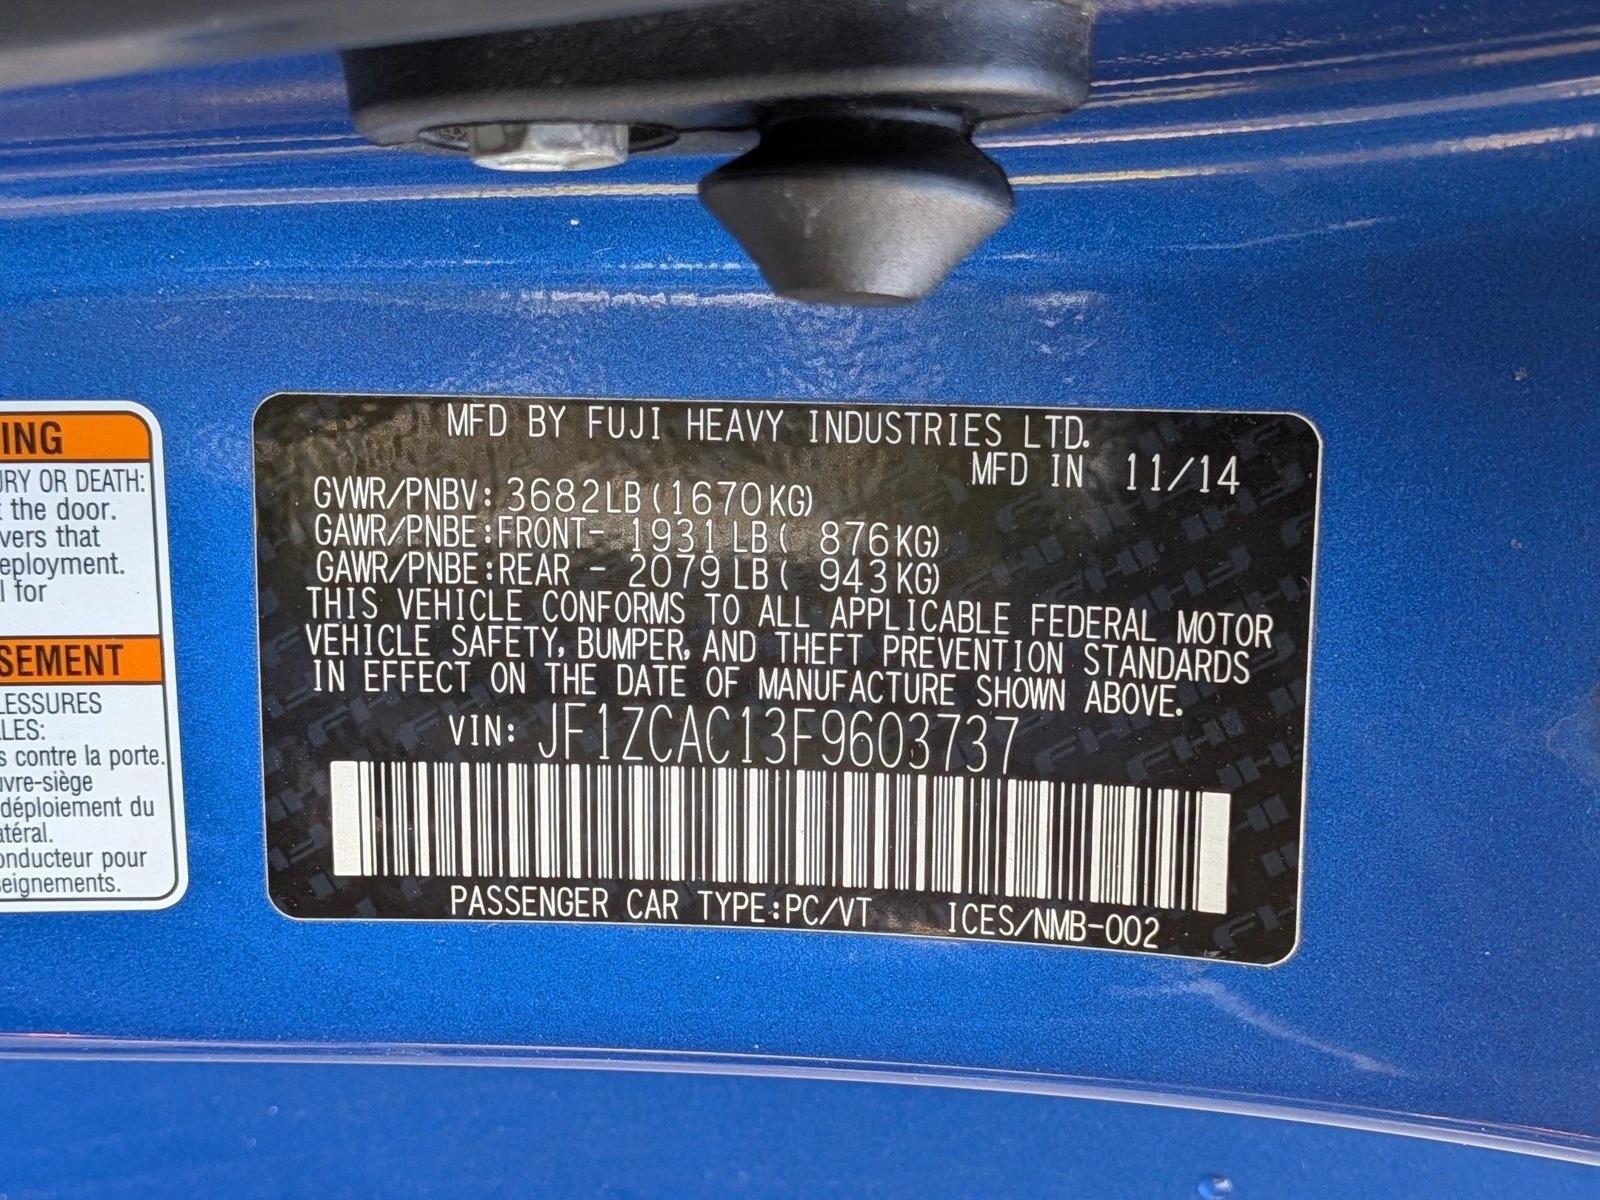 ING
URY OR DEATH:
t the door.
vers that
eployment.
l for
SEMENT
LESSURES
LLES:
s contre la porte.
uvre-siège
déploiement du
atéral.
onducteur pour
seignements.
MFD BY FUJI HEAVY INDUSTRIES LTD.
MFD IN 11/14
GVWR/PNBV: 3682LB (1670KG)
GAWR/PNBE:FRONT- 1931 LB ( 876KG)
GAWR/PNBE:REAR - 2079 LB ( 943KG)
THIS VEHICLE CONFORMS TO ALL APPLICABLE FEDERAL MOTOR
VEHICLE SAFETY, BUMPER, AND THEFT PREVENTION STANDARDS
IN EFFECT ON THE DATE OF MANUFACTURE SHOWN ABOVE.
VIN: JF1ZCAC13F9603737
PASSENGER CAR TYPE:PC/VT ICES/NMB-002